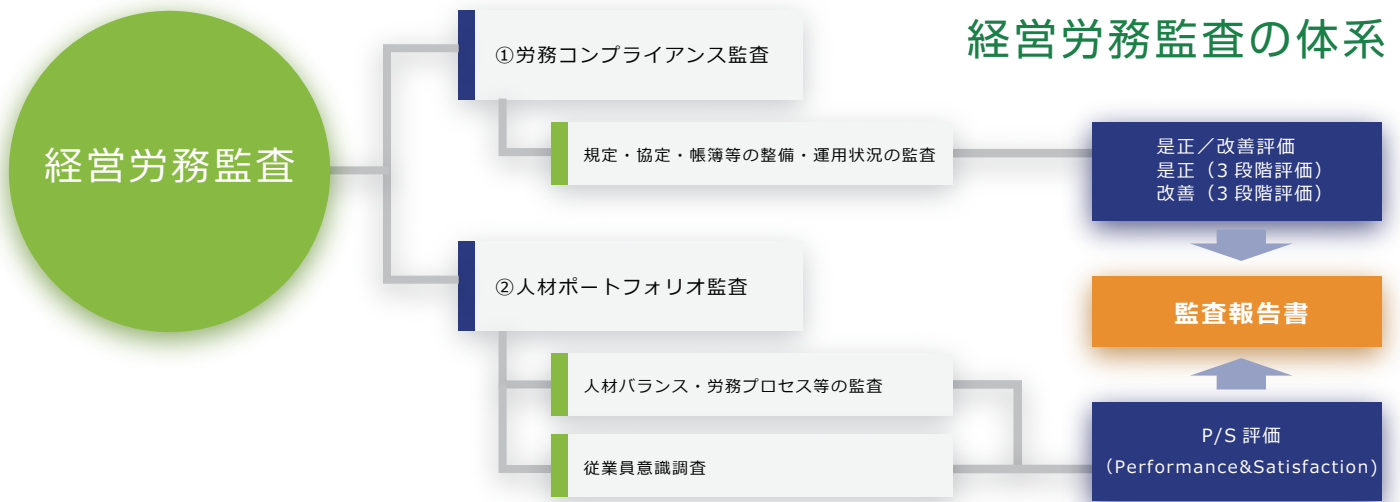 経営労務監査の体系
経営労務監査
①労務コンプライアンス監査
規定・協定・帳簿等の整備・運用状況の監査
是正／改善評価
是正（3 段階評価）
改善（3 段階評価）
②人材ポートフォリオ監査
監査報告書
人材バランス・労務プロセス等の監査
従業員意識調査
P/S 評価
（Performance&Satisfaction）